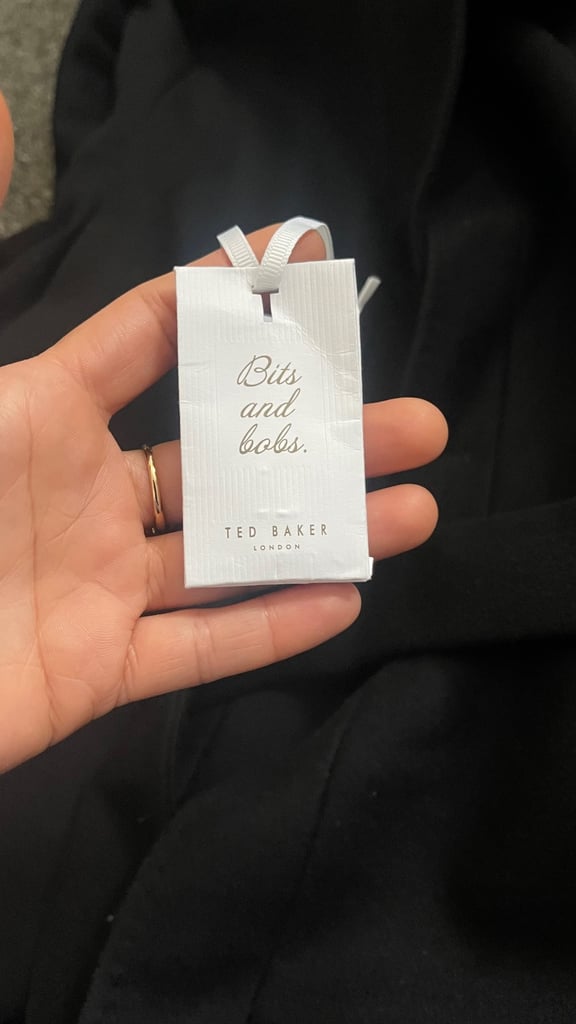 Bits
and
bobs.
TED BAKER
LONDON